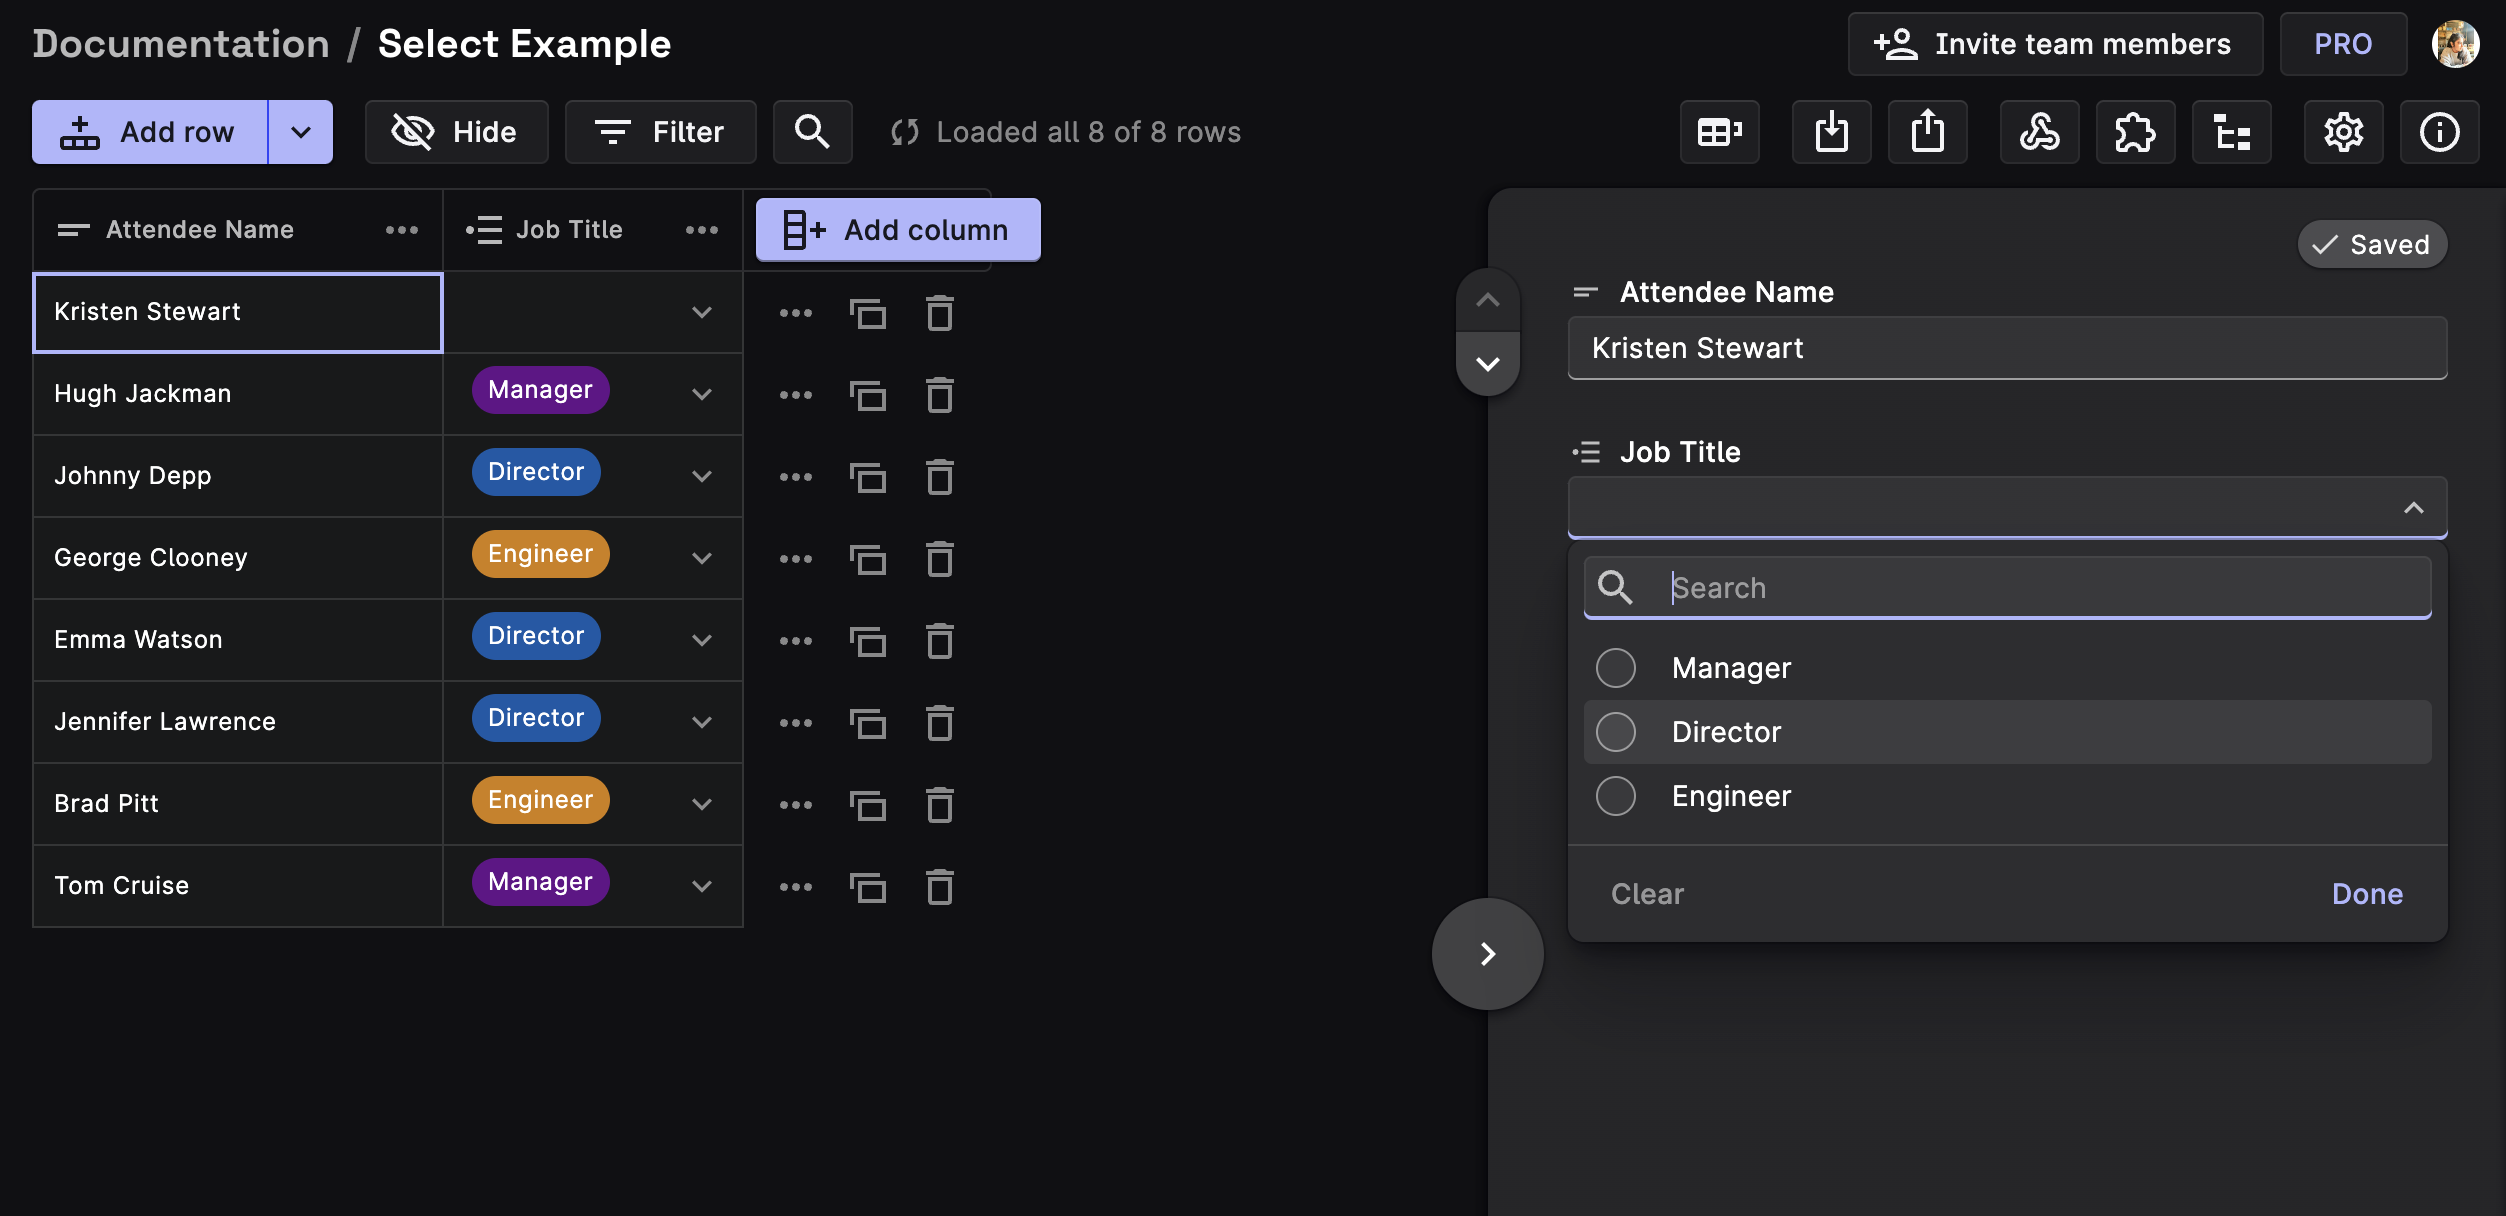 Documentation / Select Example
Invite team members
PRO
Add row
Hide
Filter
Loaded all 8 of 8 rows
Attendee Name
Job Title
Add column
Kristen Stewart
Hugh Jackman
Manager
Johnny Depp
Director
George Clooney
Engineer
Emma Watson
Director
Jennifer Lawrence
Director
Brad Pitt
Engineer
Tom Cruise
Manager
Saved
Attendee Name
Kristen Stewart
Job Title
Search
Manager
Director
Engineer
Clear
Done